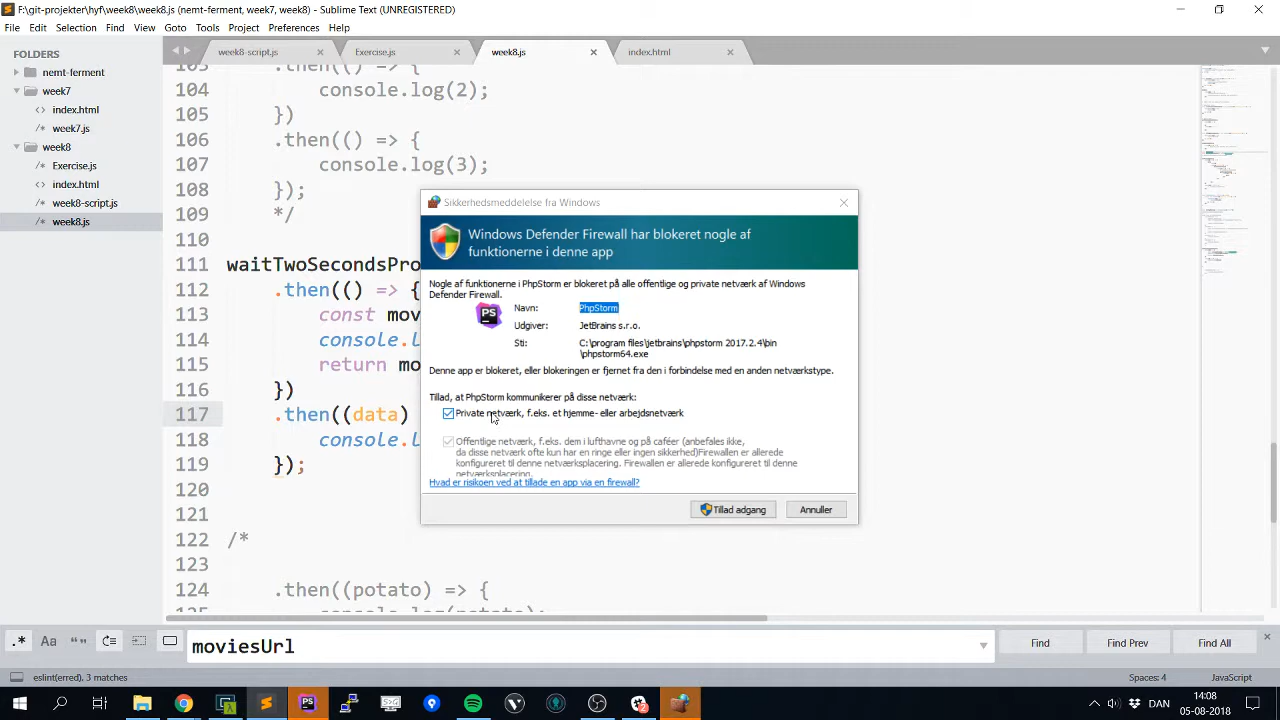 F:\git-projekter\hyf\week8\week8.js (nemt-ferment, week7, week8) - Sublime Text (UNREGISTERED)
File Edit Selection Find View Goto Tools Project Preferences Help
FOLDERS
nemt-ferment
week7
week7.js
Exercise.js
index.html
week8-script.js Exercise.js week8.js index.html
103 .then(() => {
104 console.log(2);
105 })
106 .then(() => {
107 console.log(3);
108 });
109 */
110
111 waitTwoSecondsP
112 .then(() => {
113 const mov
114 console.l
115 return mo
116 })
117 .then((data)
118 console.l
119 });
120
121
122 /*
123
124 .then((potato) => {
125 console.log(potato);
Sikkerhedsmeddelelse fra Windows
Windows Defender Firewall har blokeret nogle af
funktionerne i denne app
Nogle af funktionerne i PhpStorm er blokeret på alle offentlige og private netværk af Windows
Defender Firewall.
Navn: PhpStorm
Udgiver: JetBrains s.r.o.
Sti: C:\program files\jetbrains\phpstorm 2017.2.4\bin
\phpstorm64.exe
Denne app er blokeret, eller blokeringen er fjernet fra den i forbindelse med en anden netværkstype.
Tillad, at PhpStorm kommunikerer på disse netværk:
Private netværk, f.eks. et hjemme- eller arbejdsnetværk
Offentlige netværk, f.eks. dem i lufthavne og på caféer (anbefales ikke,
da disse netværk ofte kun har en ringe eller ingen sikkerhed)Firewallen er allerede
konfigureret til denne netværksplacering. Firewallen er allerede konfigureret til denne
netværksplacering.
Hvad er risikoen ved at tillade en app via en firewall?
Tillad adgang Annuller
.* Aa “” moviesUrl Find Find Prev Find All
3 matches Spaces: 4 JavaScript
DAN 14:08
05-08-2018